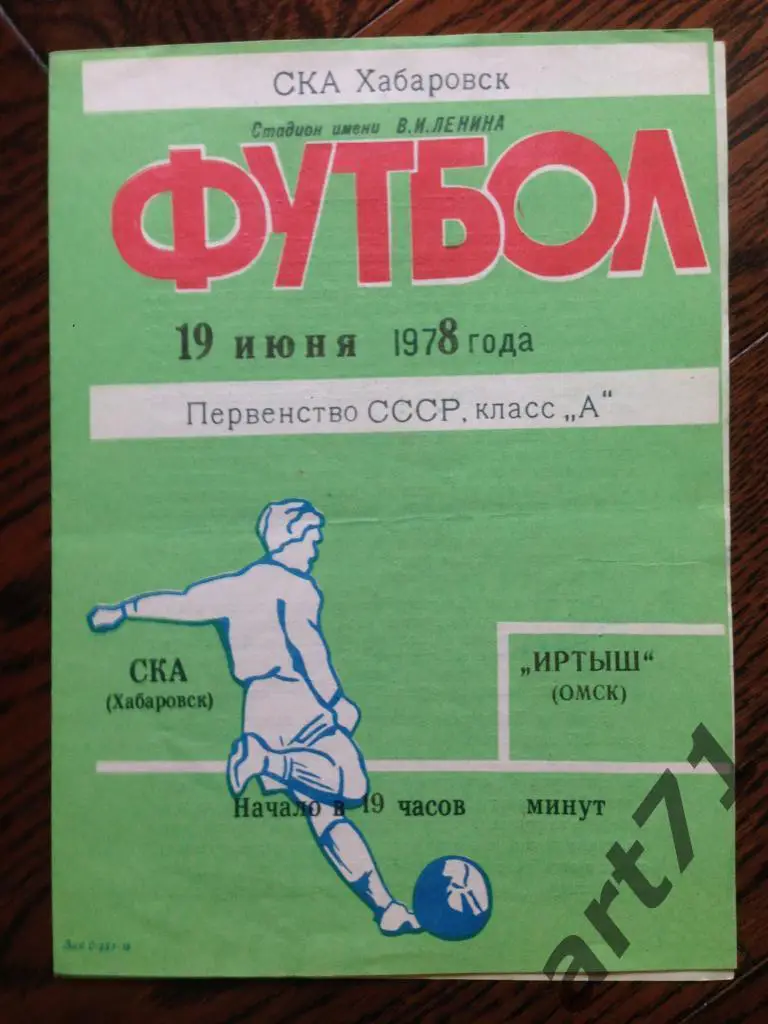 СКА Хабаровск
Стадион имени В.И.ЛЕНИНА
ФУТБОЛ
19 июня 1978 года
Первенство СССР, класс „А“
СКА
(Хабаровск)
„ИРТЫШ“
(ОМСК)
Начало в 19 часов минут
art71